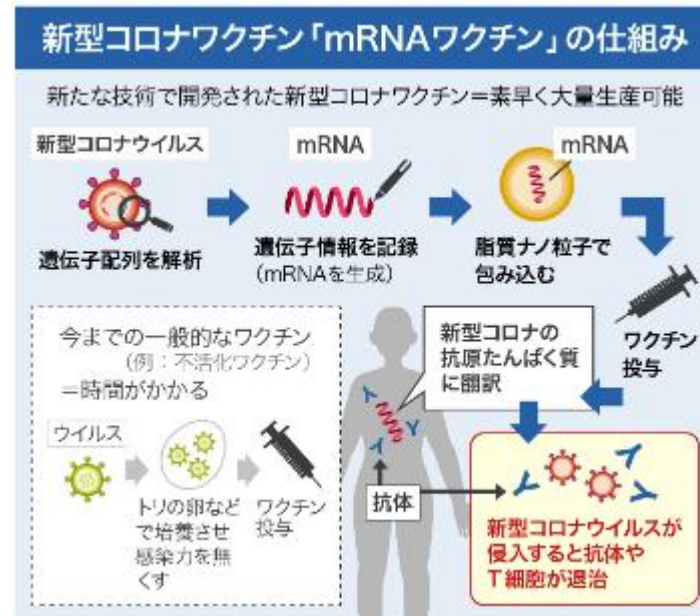 新型コロナワクチン「mRNAワクチン」の仕組み
新たな技術で開発された新型コロナワクチン=素早く大量生産可能
新型コロナウイルス
遺伝子配列を解析
mRNA
遺伝子情報を記録
(mRNAを生成)
mRNA
脂質ナノ粒子で
包み込む
ワクチン
投与
新型コロナの
抗原たんぱく質
に翻訳
抗体
新型コロナウイルスが
侵入すると抗体や
T細胞が退治
今までの一般的なワクチン
(例:不活化ワクチン)
=時間がかかる
ウイルス
トリの卵など
で培養させ
感染力を無
くす
ワクチン
投与